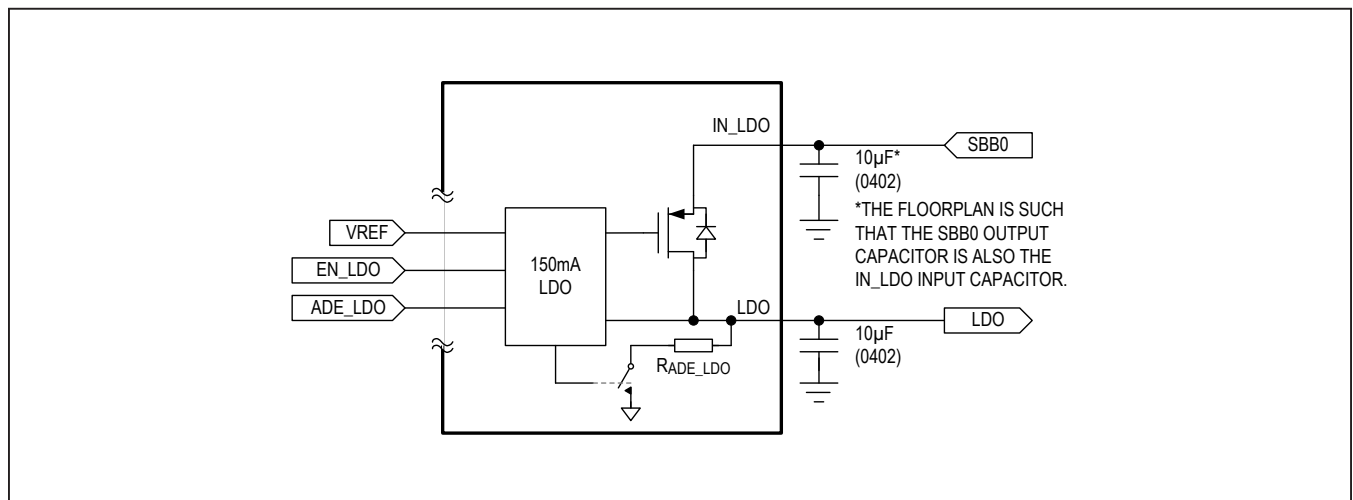 IN_LDO
SBB0
10µF*
(0402)
*THE FLOORPLAN IS SUCH
THAT THE SBB0 OUTPUT
CAPACITOR IS ALSO THE
IN_LDO INPUT CAPACITOR.
VREF
EN_LDO
ADE_LDO
150mA
LDO
LDO
LDO
10µF
(0402)
RADE_LDO